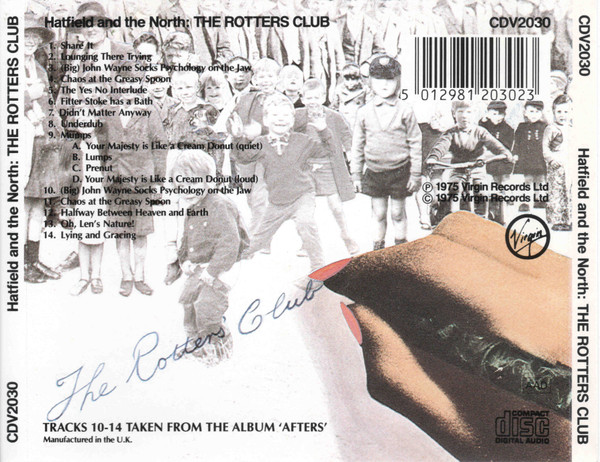 Hatfield and the North: THE ROTTERS CLUB
CDV2030
1. Share It
2. Lounging There Trying
3. (Big) John Wayne Socks Psychology on the Jaw
4. Chaos at the Greasy Spoon
5. The Yes No Interlude
6. Fitter Stoke has a Bath
7. Didn't Matter Anyway
8. Underdub
9. Mumps
A. Your Majesty is Like a Cream Donut (quiet)
B. Lumps
C. Prenut
D. Your Majesty is Like a Cream Donut (loud)
10. (Big) John Wayne Socks Psychology on the Jaw
11. Chaos at the Greasy Spoon
12. Halfway Between Heaven and Earth
13. Oh, Len's Nature!
14. Lying and Gracing
5 012981 203023
Ⓟ 1975 Virgin Records Ltd
© 1975 Virgin Records Ltd
Virgin
The Rotters' Club
AAD
COMPACT
disc
DIGITAL AUDIO
TRACKS 10-14 TAKEN FROM THE ALBUM 'AFTERS'
Manufactured in the U.K.
CDV2030 Hatfield and the North: THE ROTTERS CLUB
CDV2030 Hatfield and the North: THE ROTTERS CLUB